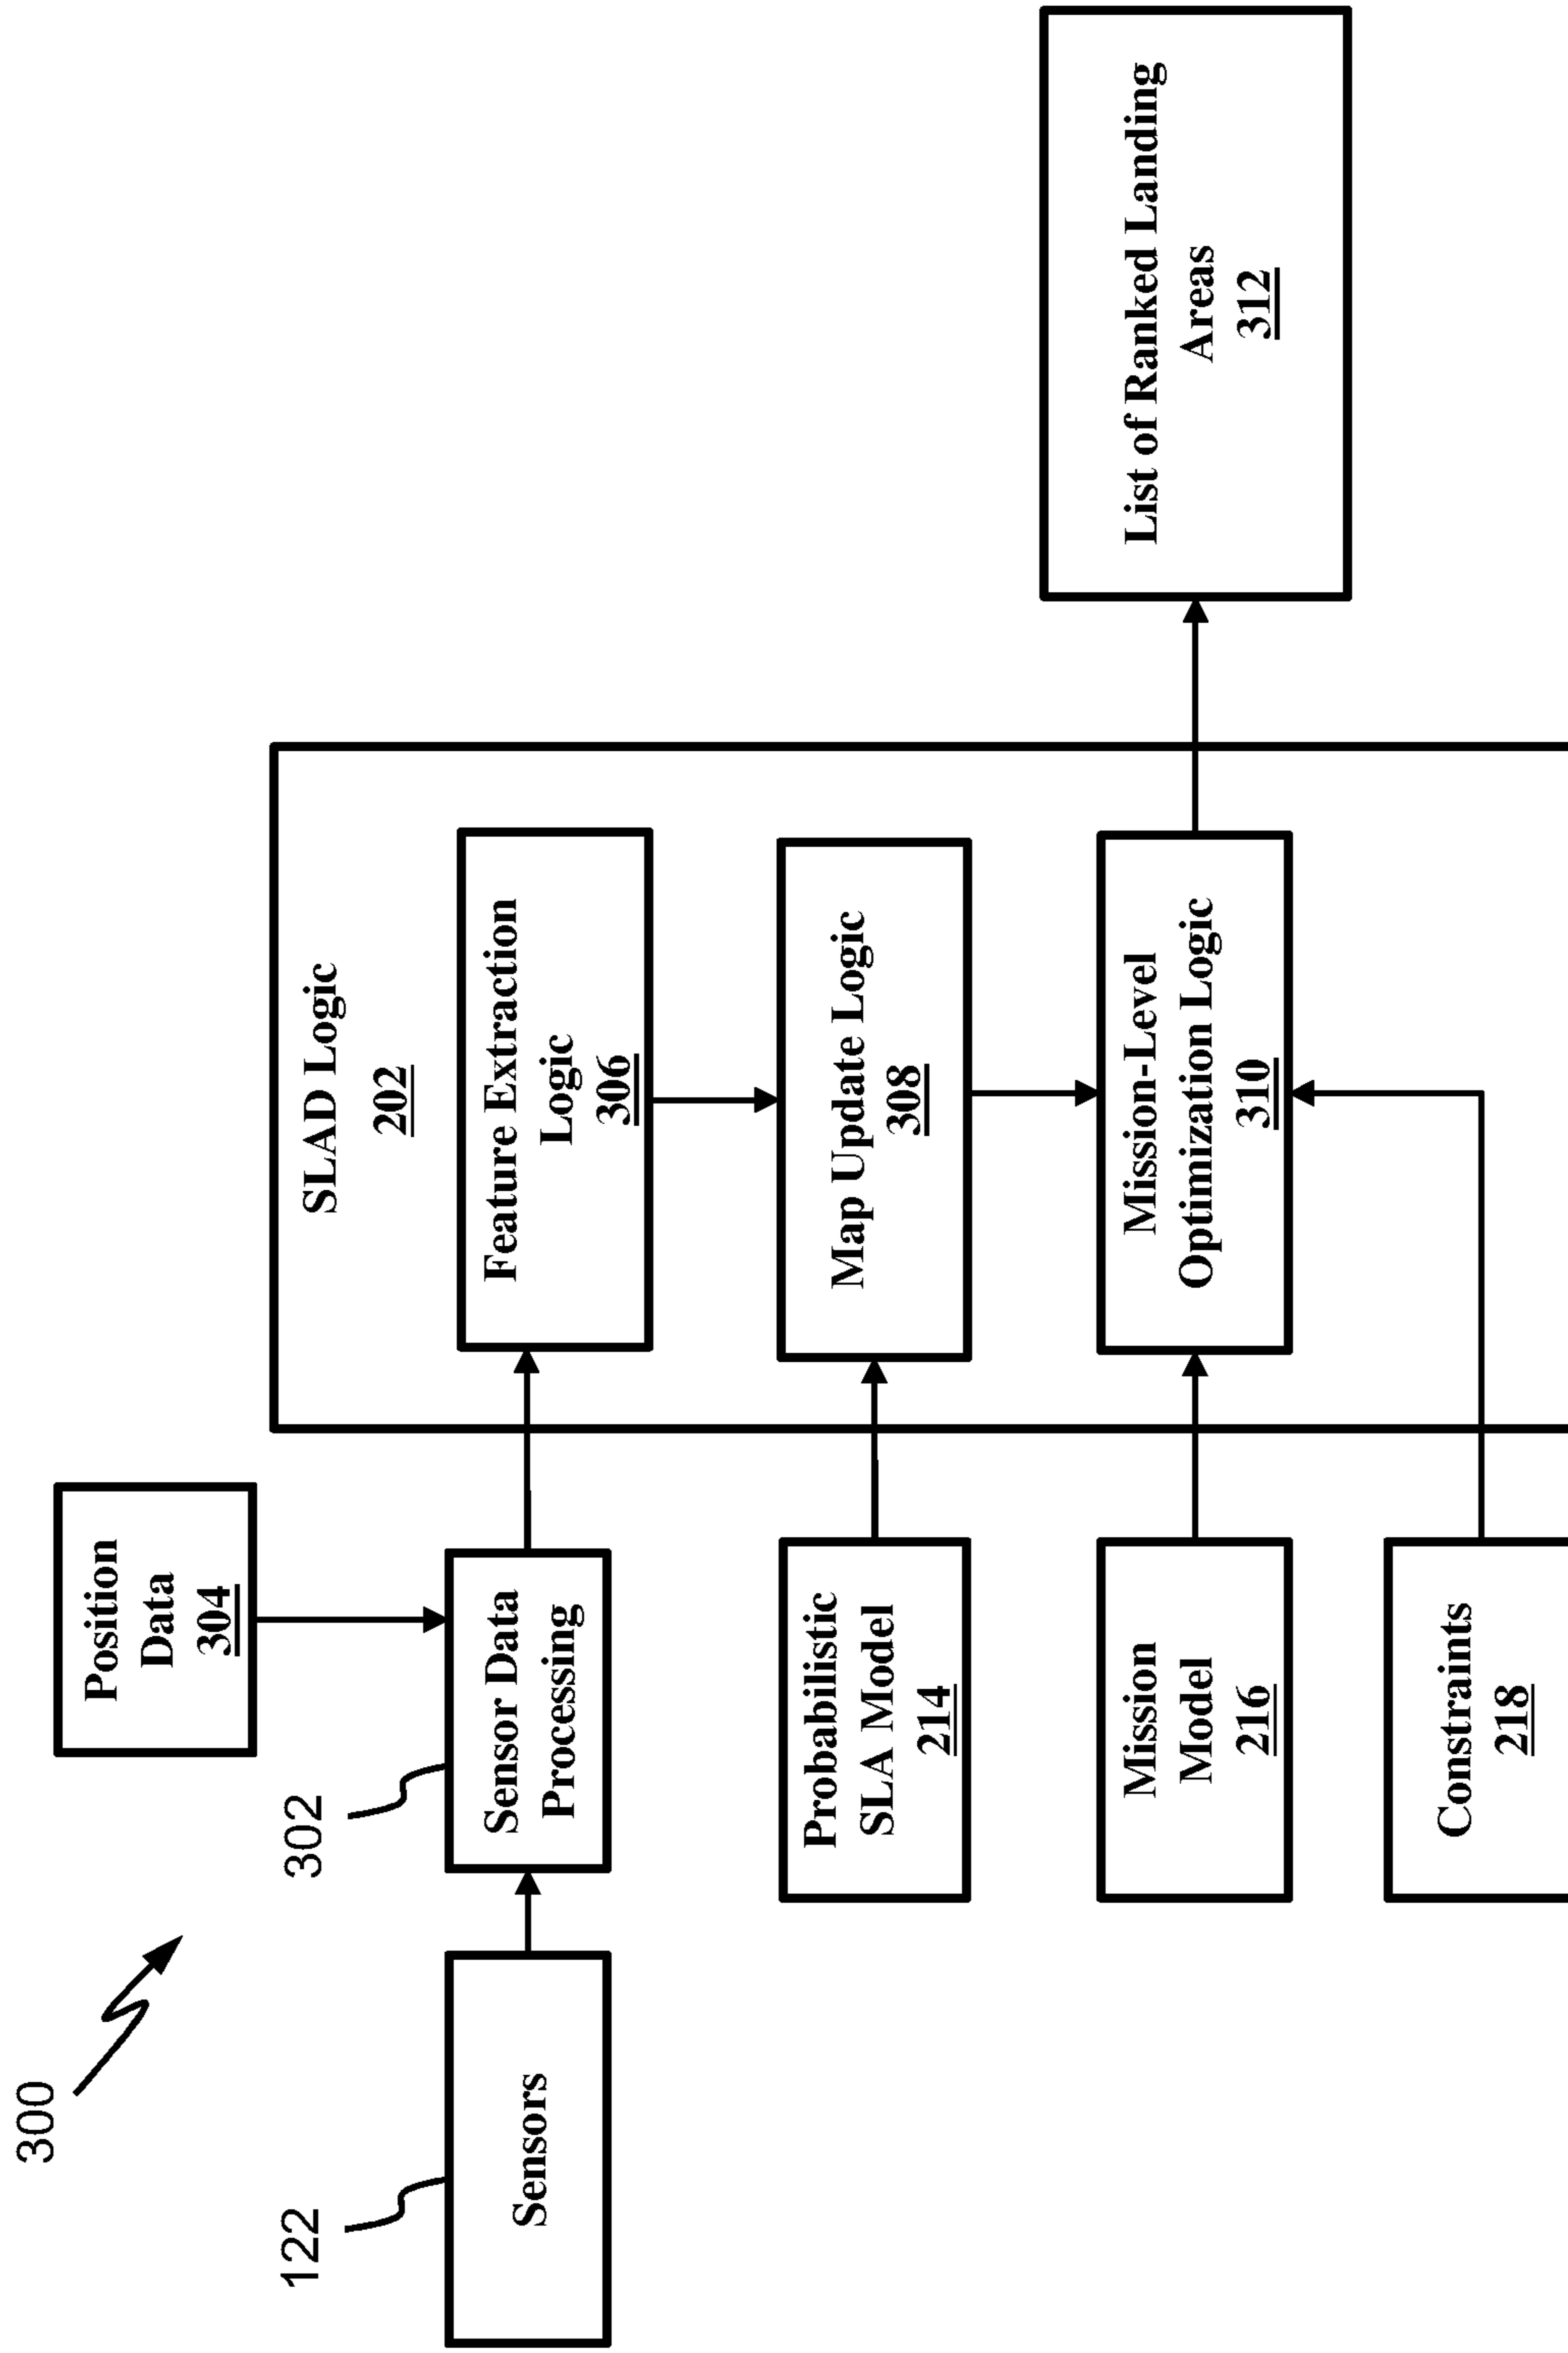 300
122
Sensors
302
Position
Data
304
Sensor Data
Processing
Probabilistic
SLA Model
214
Mission
Model
216
Constraints
218
SLAD Logic
202
Feature Extraction
Logic
306
Map Update Logic
308
Mission-Level
Optimization Logic
310
List of Ranked Landing
Areas
312